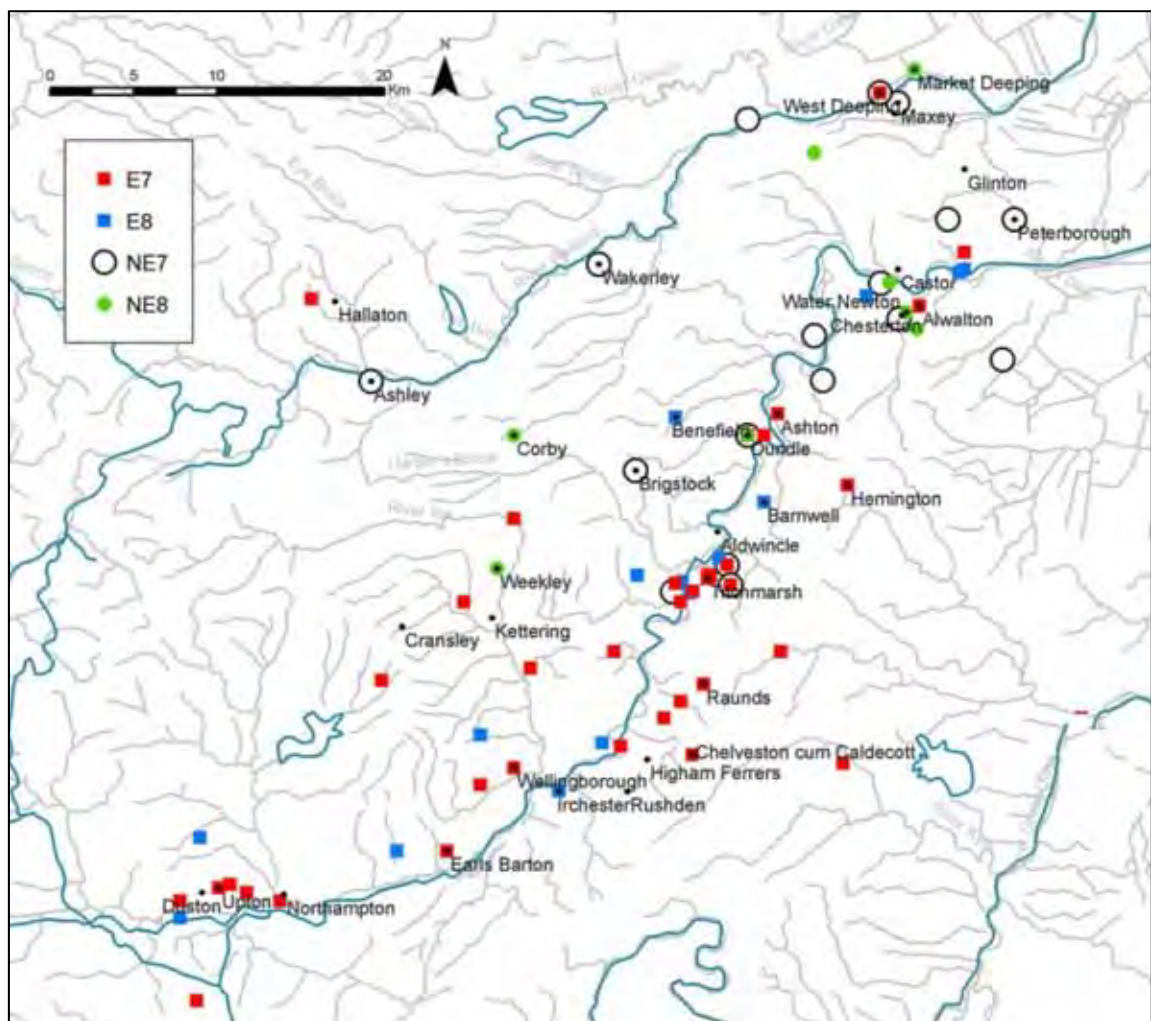 N
0 5 10 20
Km
E7
E8
NE7
NE8
Market Deeping
West Deeping
Maxey
Glinton
Peterborough
Wakerley
Castor
Water Newton
Hallaton
Chesterton
Alwalton
Ashley
Benefield
Ashton
Corby
Oundle
Brigstock
Hemington
Barnwell
Aldwincle
Weekley
Titchmarsh
Kettering
Cransley
Raunds
Chelveston cum Caldecott
Higham Ferrers
Wellingborough
Irchester
Rushden
Earls Barton
Duston
Upton
Northampton